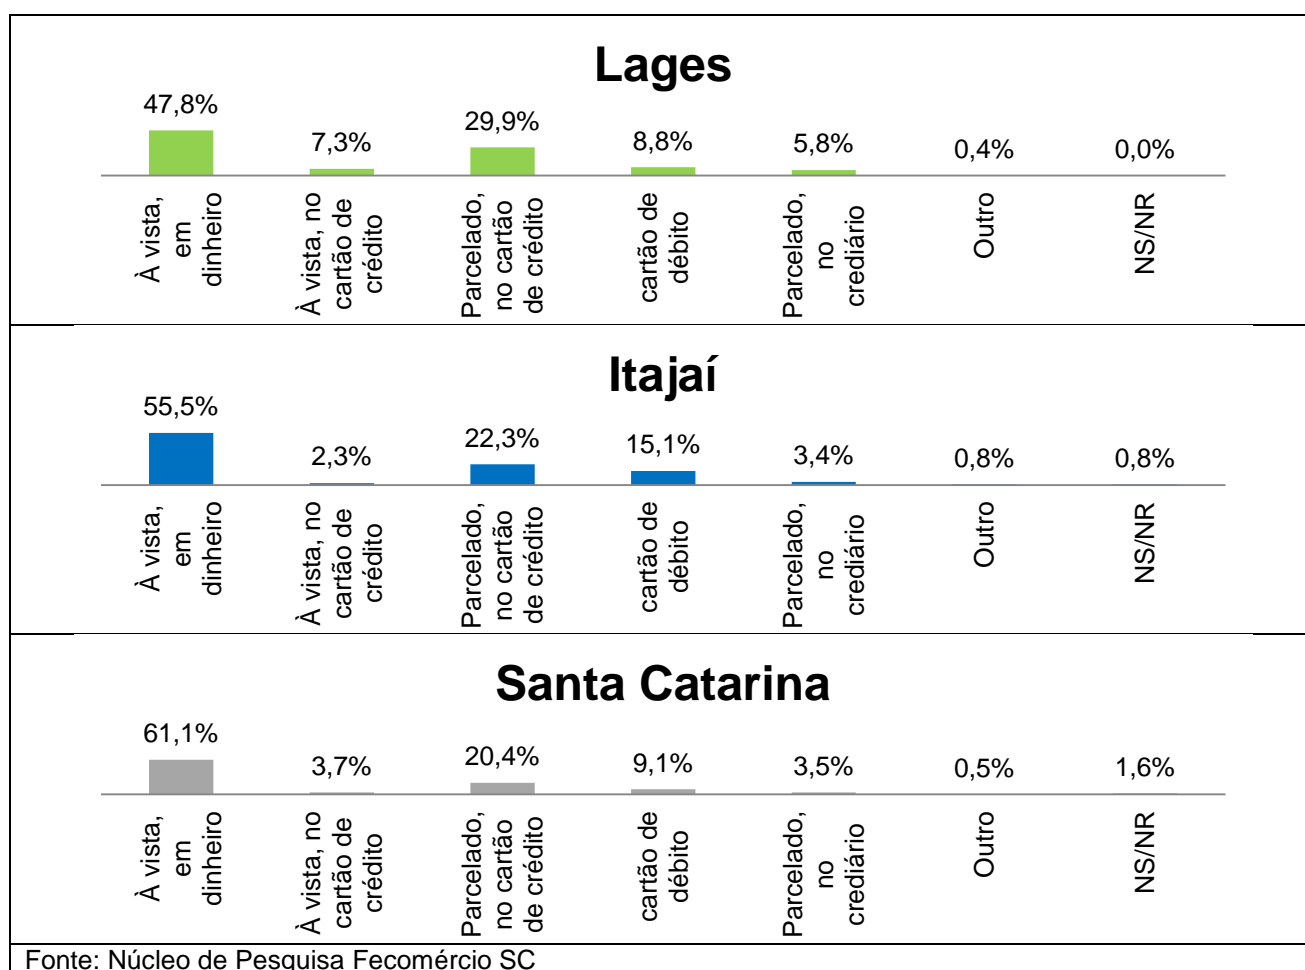 Lages
47,8%
7,3%
29,9%
8,8%
5,8%
0,4%
0,0%
À vista,
em
dinheiro
À vista, no
cartão de
crédito
Parcelado,
no cartão
de crédito
cartão de
débito
Parcelado,
no
crediário
Outro
NS/NR
Itajaí
55,5%
2,3%
22,3%
15,1%
3,4%
0,8%
0,8%
À vista,
em
dinheiro
À vista, no
cartão de
crédito
Parcelado,
no cartão
de crédito
cartão de
débito
Parcelado,
no
crediário
Outro
NS/NR
Santa Catarina
61,1%
3,7%
20,4%
9,1%
3,5%
0,5%
1,6%
À vista,
em
dinheiro
À vista, no
cartão de
crédito
Parcelado,
no cartão
de crédito
cartão de
débito
Parcelado,
no
crediário
Outro
NS/NR
Fonte: Núcleo de Pesquisa Fecomércio SC